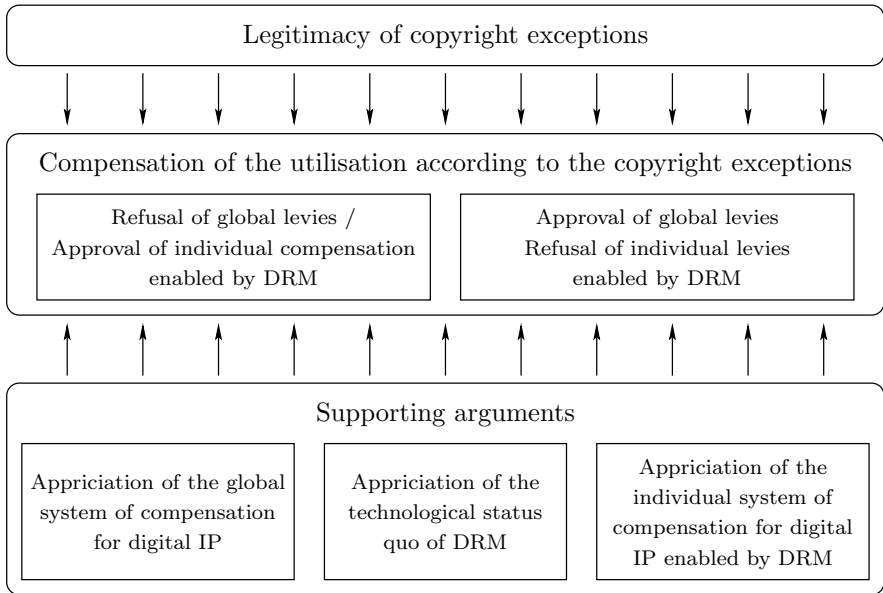 Legitimacy of copyright exceptions
Compensation of the utilisation according to the copyright exceptions
Refusal of global levies /
Approval of individual compensation
enabled by DRM
Approval of global levies
Refusal of individual levies
enabled by DRM
Supporting arguments
Appriciation of the global
system of compensation
for digital IP
Appriciation of the
technological status
quo of DRM
Appriciation of the
individual system of
compensation for digital
IP enabled by DRM